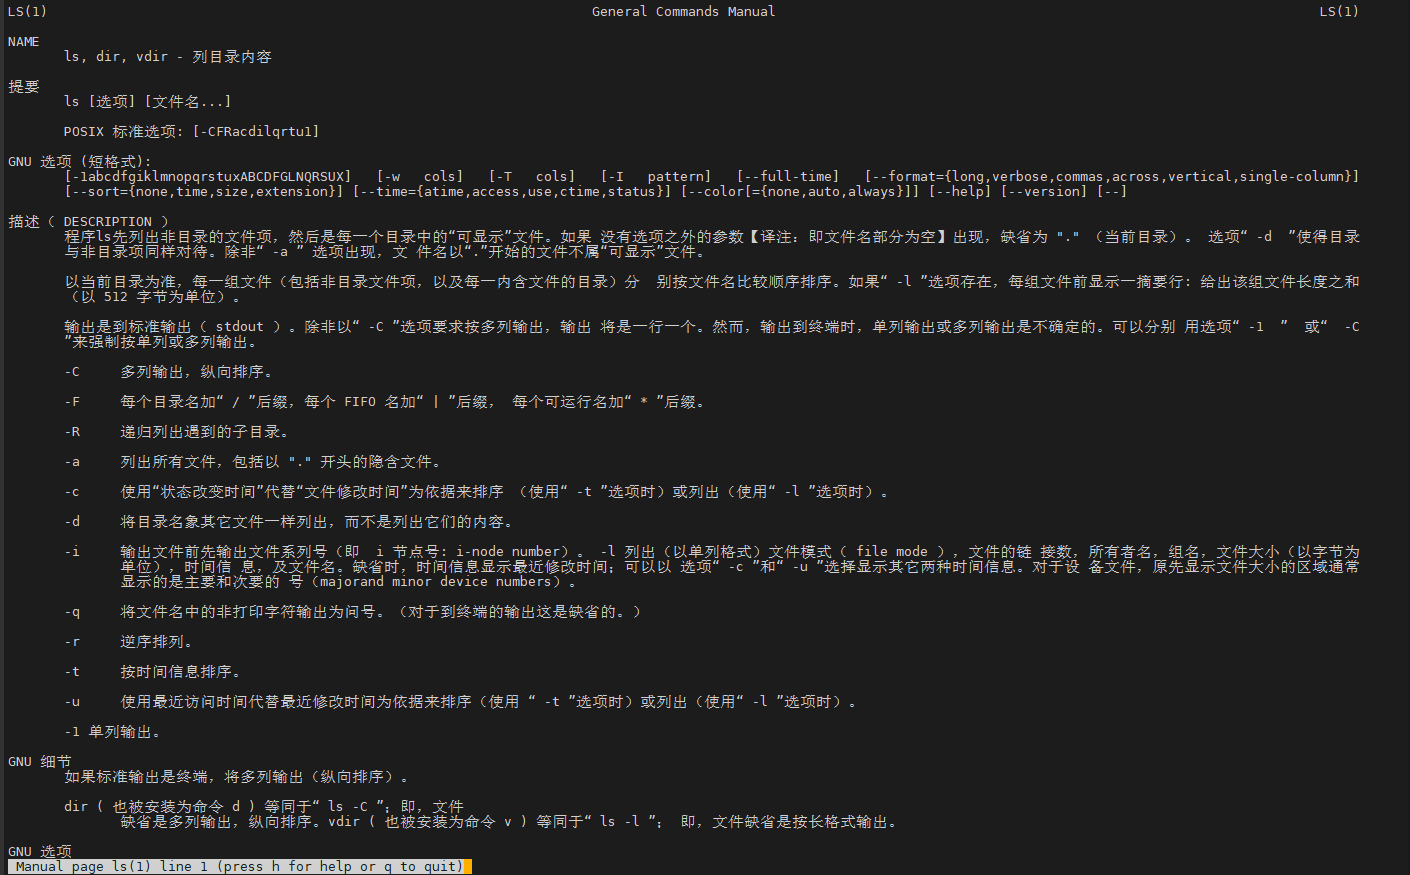 LS(1) General Commands Manual LS(1)
NAME
ls, dir, vdir - 列目录内容
提要
ls [选项] [文件名...]
POSIX 标准选项: [-CFRacdilqrtu1]
GNU 选项 (短格式):
[-1abcdfgiklmnopqrstuxABCDFGLNQRSUX] [-w cols] [-T cols] [-I pattern] [--full-time] [--format={long,verbose,commas,across,vertical,single-column}]
[--sort={none,time,size,extension}] [--time={atime,access,use,ctime,status}] [--color[={none,auto,always}]] [--help] [--version] [--]
描述（ DESCRIPTION ）
程序ls先列出非目录的文件项，然后是每一个目录中的“可显示”文件。如果 没有选项之外的参数【译注：即文件名部分为空】出现，缺省为 "." （当前目录）。 选项“ -d ”使得目录
与非目录项同样对待。除非“ -a ” 选项出现，文 件名以“.”开始的文件不属“可显示”文件。
以当前目录为准，每一组文件（包括非目录文件项，以及每一内含文件的目录）分 别按文件名比较顺序排序。如果“ -l ”选项存在，每组文件前显示一摘要行: 给出该组文件长度之和
（以 512 字节为单位）。
输出是到标准输出（ stdout ）。除非以“ -C ”选项要求按多列输出，输出 将是一行一个。然而，输出到终端时，单列输出或多列输出是不确定的。可以分别 用选项“ -1 ” 或“ -C
”来强制按单列或多列输出。
-C 多列输出，纵向排序。
-F 每个目录名加“ / ”后缀，每个 FIFO 名加“ | ”后缀， 每个可运行名加“ * ”后缀。
-R 递归列出遇到的子目录。
-a 列出所有文件，包括以 "." 开头的隐含文件。
-c 使用“状态改变时间”代替“文件修改时间”为依据来排序 （使用“ -t ”选项时）或列出（使用“ -l ”选项时）。
-d 将目录名象其它文件一样列出，而不是列出它们的内容。
-i 输出文件前先输出文件系列号（即 i 节点号: i-node number）。 -l 列出（以单列格式）文件模式（ file mode ），文件的链 接数，所有者名，组名，文件大小（以字节为
单位），时间信 息，及文件名。缺省时，时间信息显示最近修改时间；可以以 选项“ -c ”和“ -u ”选择显示其它两种时间信息。对于设 备文件，原先显示文件大小的区域通常
显示的是主要和次要的 号（majorand minor device numbers）。
-q 将文件名中的非打印字符输出为问号。（对于到终端的输出这是缺省的。）
-r 逆序排列。
-t 按时间信息排序。
-u 使用最近访问时间代替最近修改时间为依据来排序（使用 “ -t ”选项时）或列出（使用“ -l ”选项时）。
-1 单列输出。
GNU 细节
如果标准输出是终端，将多列输出（纵向排序）。
dir ( 也被安装为命令 d ) 等同于“ ls -C ”；即，文件
缺省是多列输出，纵向排序。vdir ( 也被安装为命令 v ) 等同于“ ls -l ”； 即，文件缺省是按长格式输出。
GNU 选项
Manual page ls(1) line 1 (press h for help or q to quit)